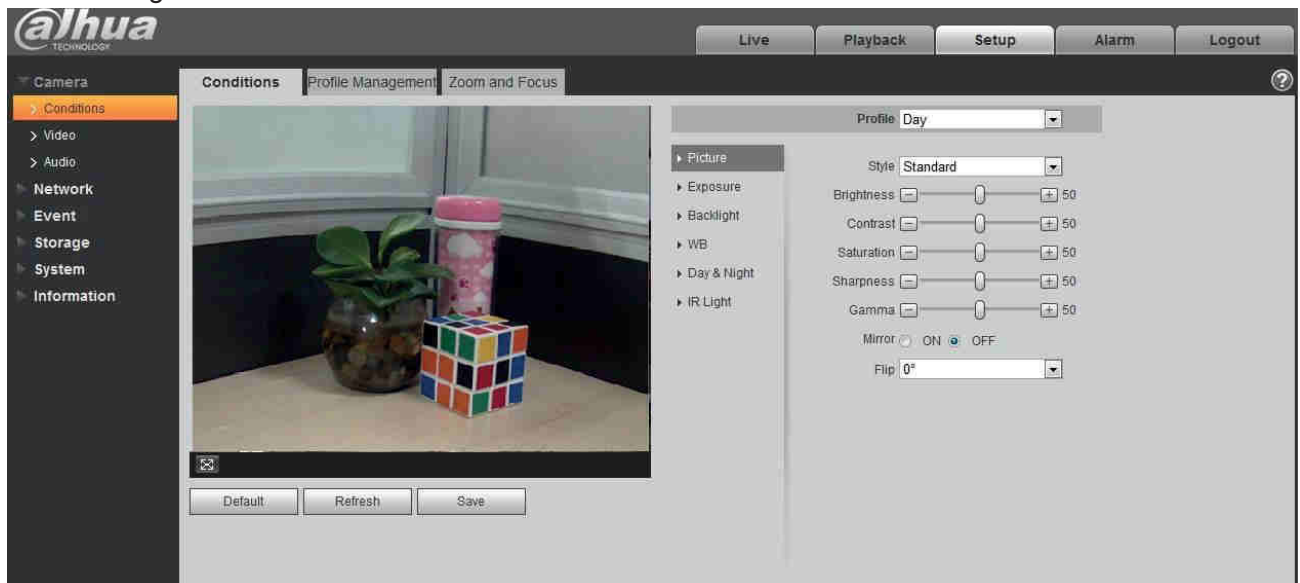 alhua
TECHNOLOGY
Live
Playback
Setup
Alarm
Logout
Camera
Conditions
Video
Audio
Network
Event
Storage
System
Information
Conditions
Profile Management
Zoom and Focus
?
Profile Day
Picture
Exposure
Backlight
WB
Day & Night
IR Light
Style Standard
Brightness 50
Contrast 50
Saturation 50
Sharpness 50
Gamma 50
Mirror ON OFF
Flip 0°
Default
Refresh
Save